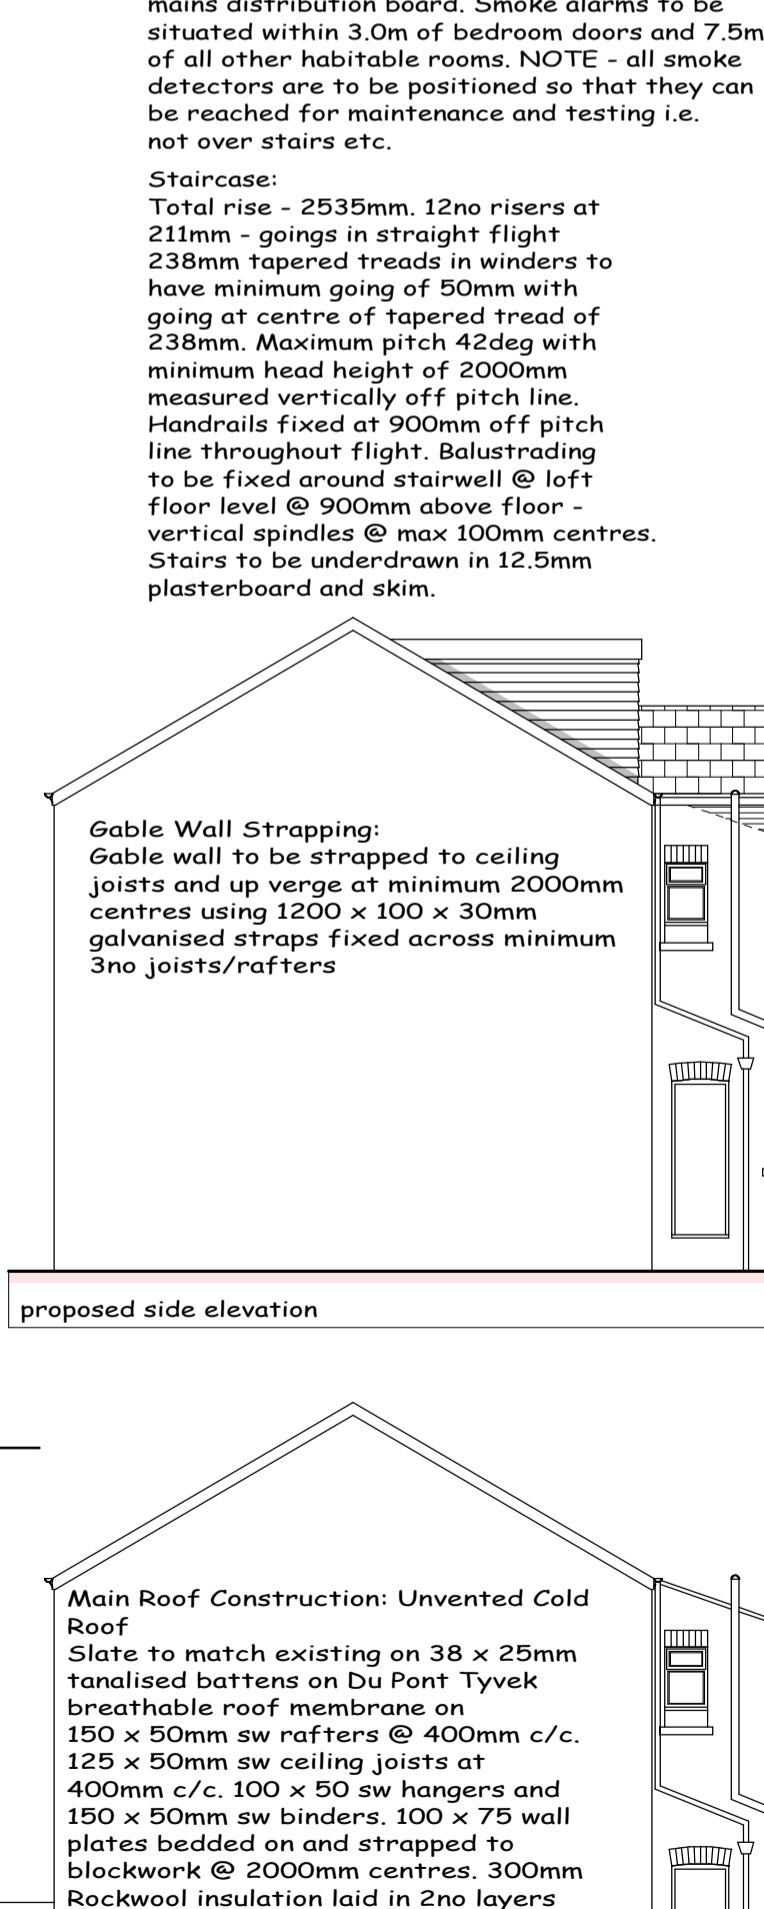 mains distribution board. Smoke alarms to be
situated within 3.0m of bedroom doors and 7.5m
of all other habitable rooms. NOTE - all smoke
detectors are to be positioned so that they can
be reached for maintenance and testing i.e.
not over stairs etc.
Staircase:
Total rise - 2535mm. 12no risers at
211mm - goings in straight flight
238mm tapered treads in winders to
have minimum going of 50mm with
going at centre of tapered tread of
238mm. Maximum pitch 42deg with
minimum head height of 2000mm
measured vertically off pitch line.
Handrails fixed at 900mm off pitch
line throughout flight. Balustrading
to be fixed around stairwell @ loft
floor level @ 900mm above floor -
vertical spindles @ max 100mm centres.
Stairs to be underdrawn in 12.5mm
plasterboard and skim.
Gable Wall Strapping:
Gable wall to be strapped to ceiling
joists and up verge at minimum 2000mm
centres using 1200 x 100 x 30mm
galvanised straps fixed across minimum
3no joists/rafters
proposed side elevation
Main Roof Construction: Unvented Cold
Roof
Slate to match existing on 38 x 25mm
tanalised battens on Du Pont Tyvek
breathable roof membrane on
150 x 50mm sw rafters @ 400mm c/c.
125 x 50mm sw ceiling joists at
400mm c/c. 100 x 50 sw hangers and
150 x 50mm sw binders. 100 x 75 wall
plates bedded on and strapped to
blockwork @ 2000mm centres. 300mm
Rockwool insulation laid in 2no layers